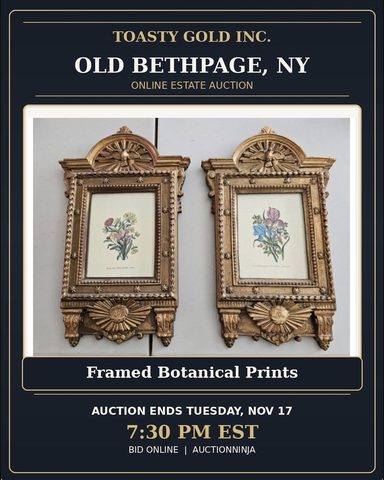 TOASTY GOLD INC.
OLD BETHPAGE, NY
ONLINE ESTATE AUCTION
Framed Botanical Prints
AUCTION ENDS TUESDAY, NOV 17
7:30 PM EST
BID ONLINE | AUCTIONNINJA